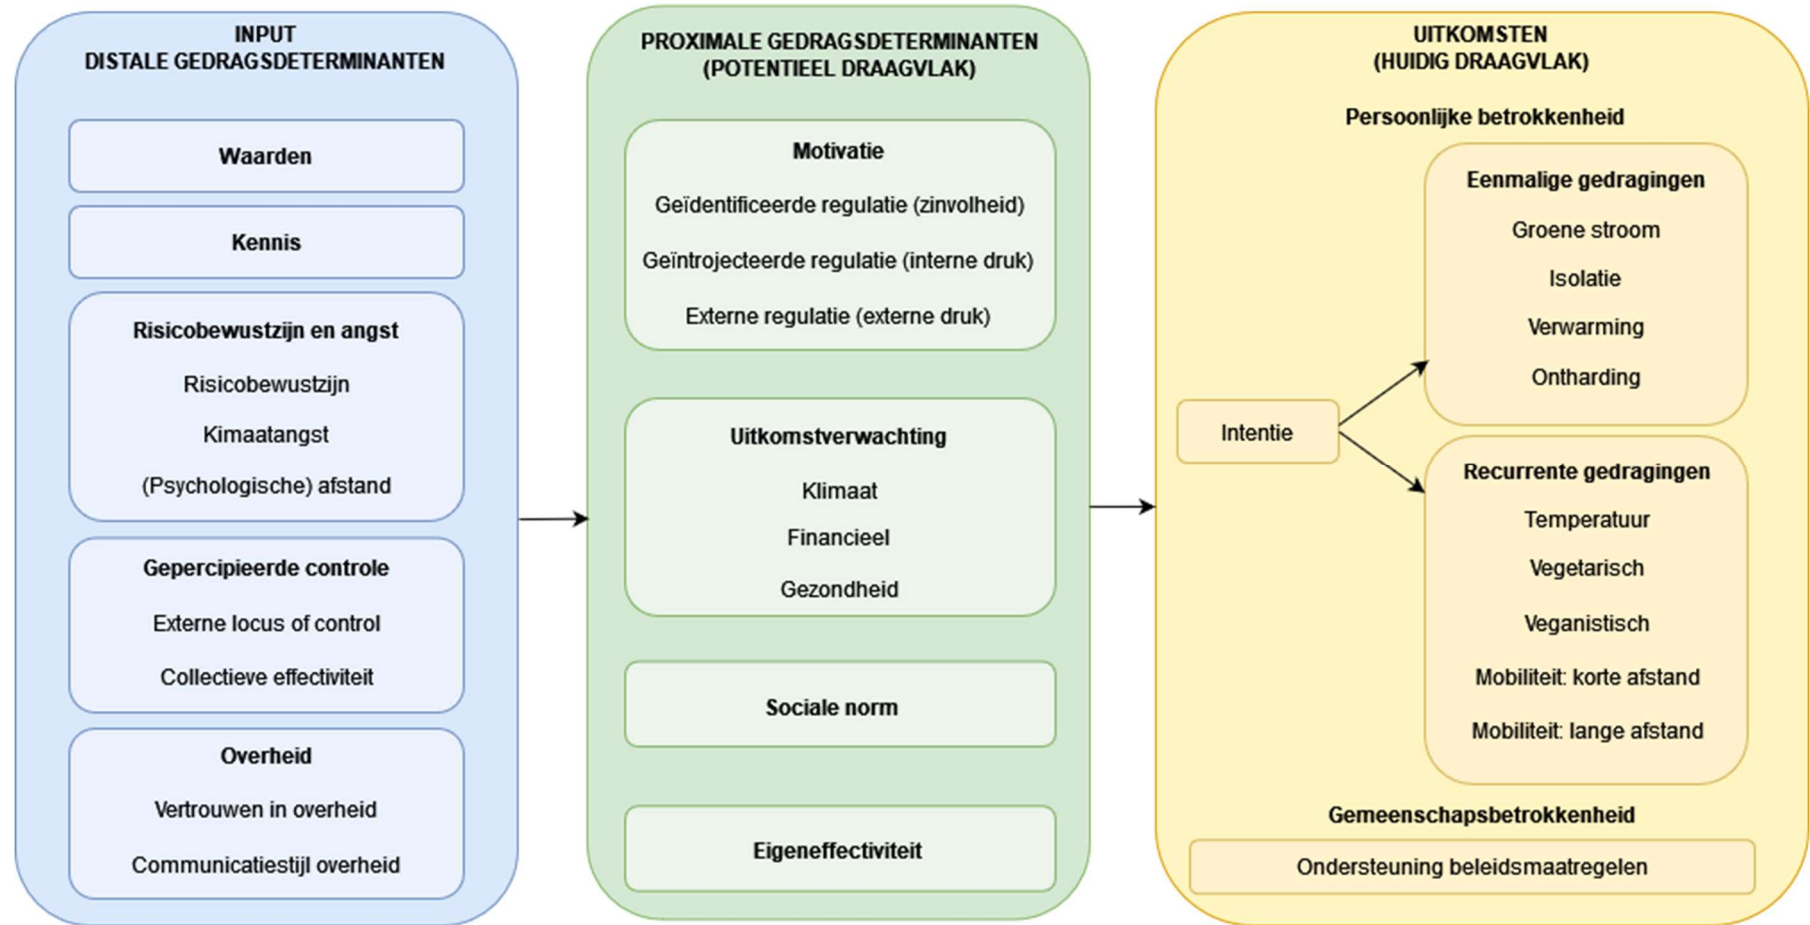 INPUT
DISTALE GEDRAGSDETERMINANTEN
Waarden
Kennis
Risicobewustzijn en angst
Risicobewustzijn
Kimaatangst
(Psychologische) afstand
Gepercipieerde controle
Externe locus of control
Collectieve effectiviteit
Overheid
Vertrouwen in overheid
Communicatiestijl overheid
PROXIMALE GEDRAGSDETERMINANTEN
(POTENTIEEL DRAAGVLAK)
Motivatie
Geïdentificeerde regulatie (zinvolheid)
Geïntrojecteerde regulatie (interne druk)
Externe regulatie (externe druk)
Uitkomstverwachting
Klimaat
Financieel
Gezondheid
Sociale norm
Eigeneffectiviteit
UITKOMSTEN
(HUIDIG DRAAGVLAK)
Persoonlijke betrokkenheid
Intentie
Eenmalige gedragingen
Groene stroom
Isolatie
Verwarming
Ontharding
Recurrente gedragingen
Temperatuur
Vegetarisch
Veganistisch
Mobiliteit: korte afstand
Mobiliteit: lange afstand
Gemeenschapsbetrokkenheid
Ondersteuning beleidsmaatregelen